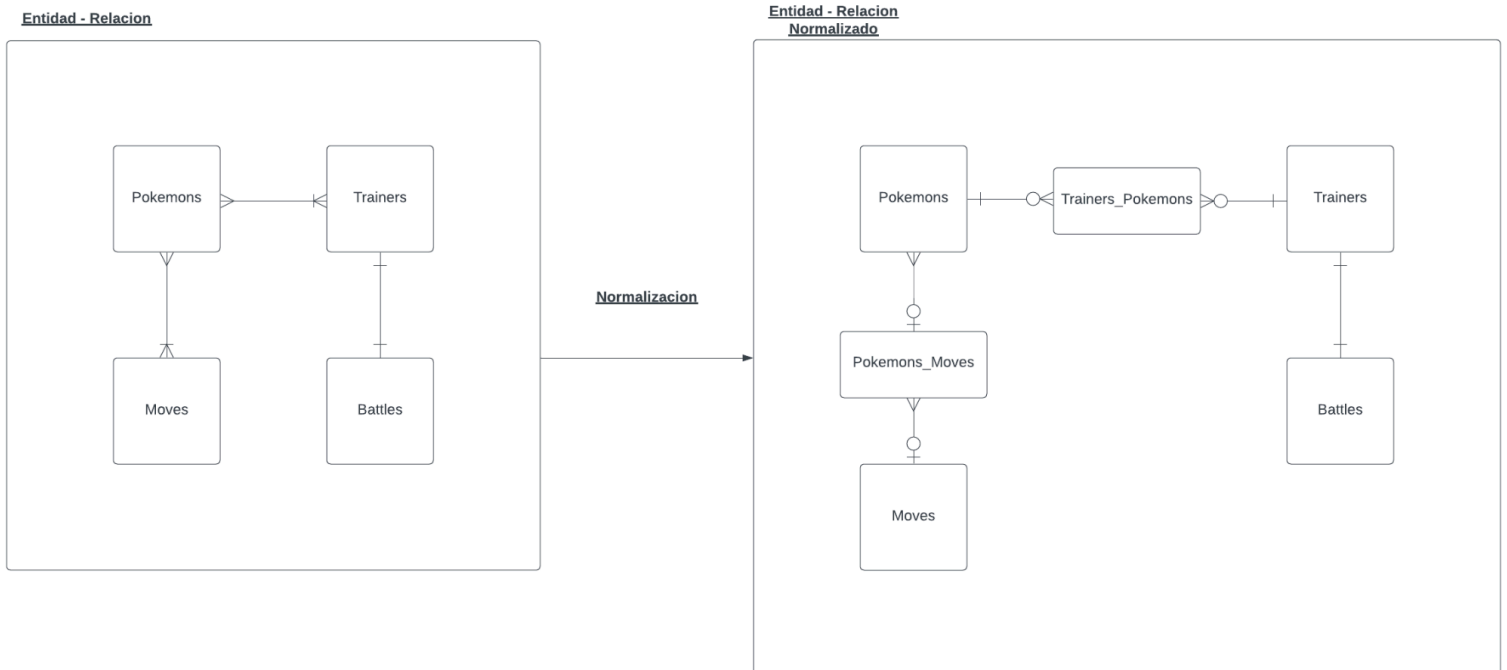 Entidad - Relacion
Pokemons
Trainers
Moves
Battles
Normalizacion
Entidad - Relacion
Normalizado
Pokemons
Trainers_Pokemons
Trainers
Pokemons_Moves
Battles
Moves